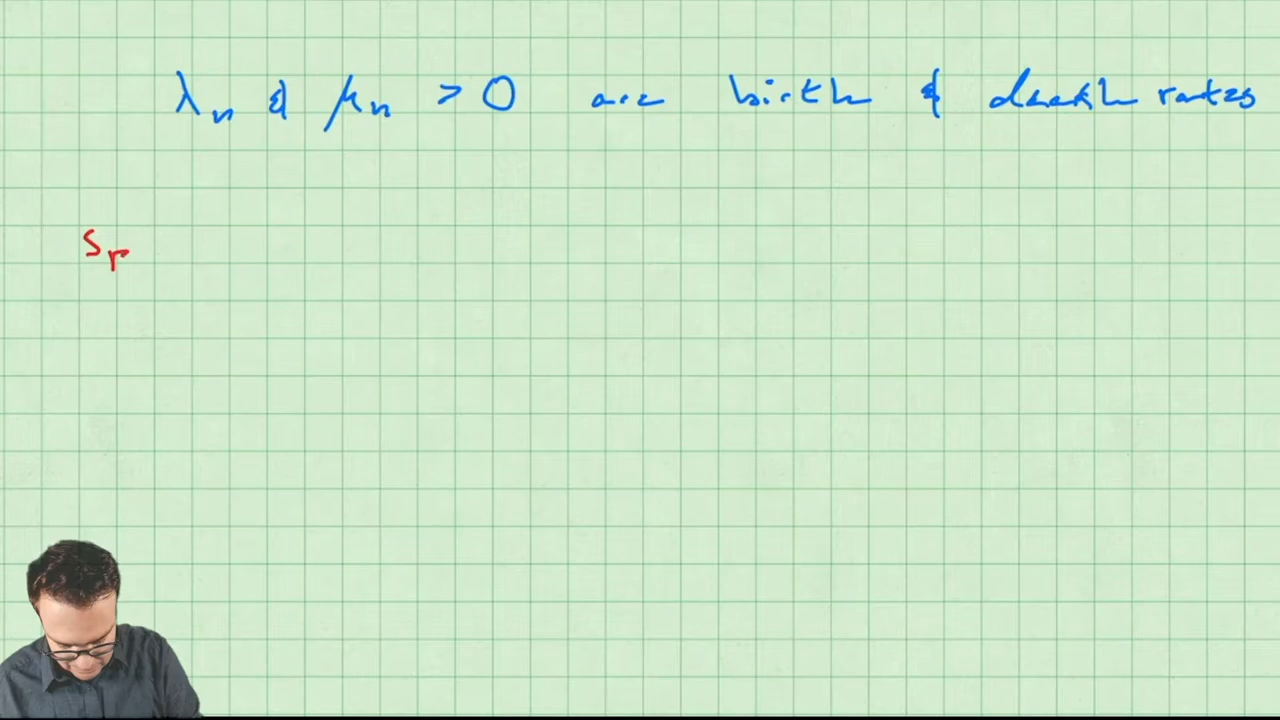 λₙ & μₙ > 0 are birth & death rates
Sp